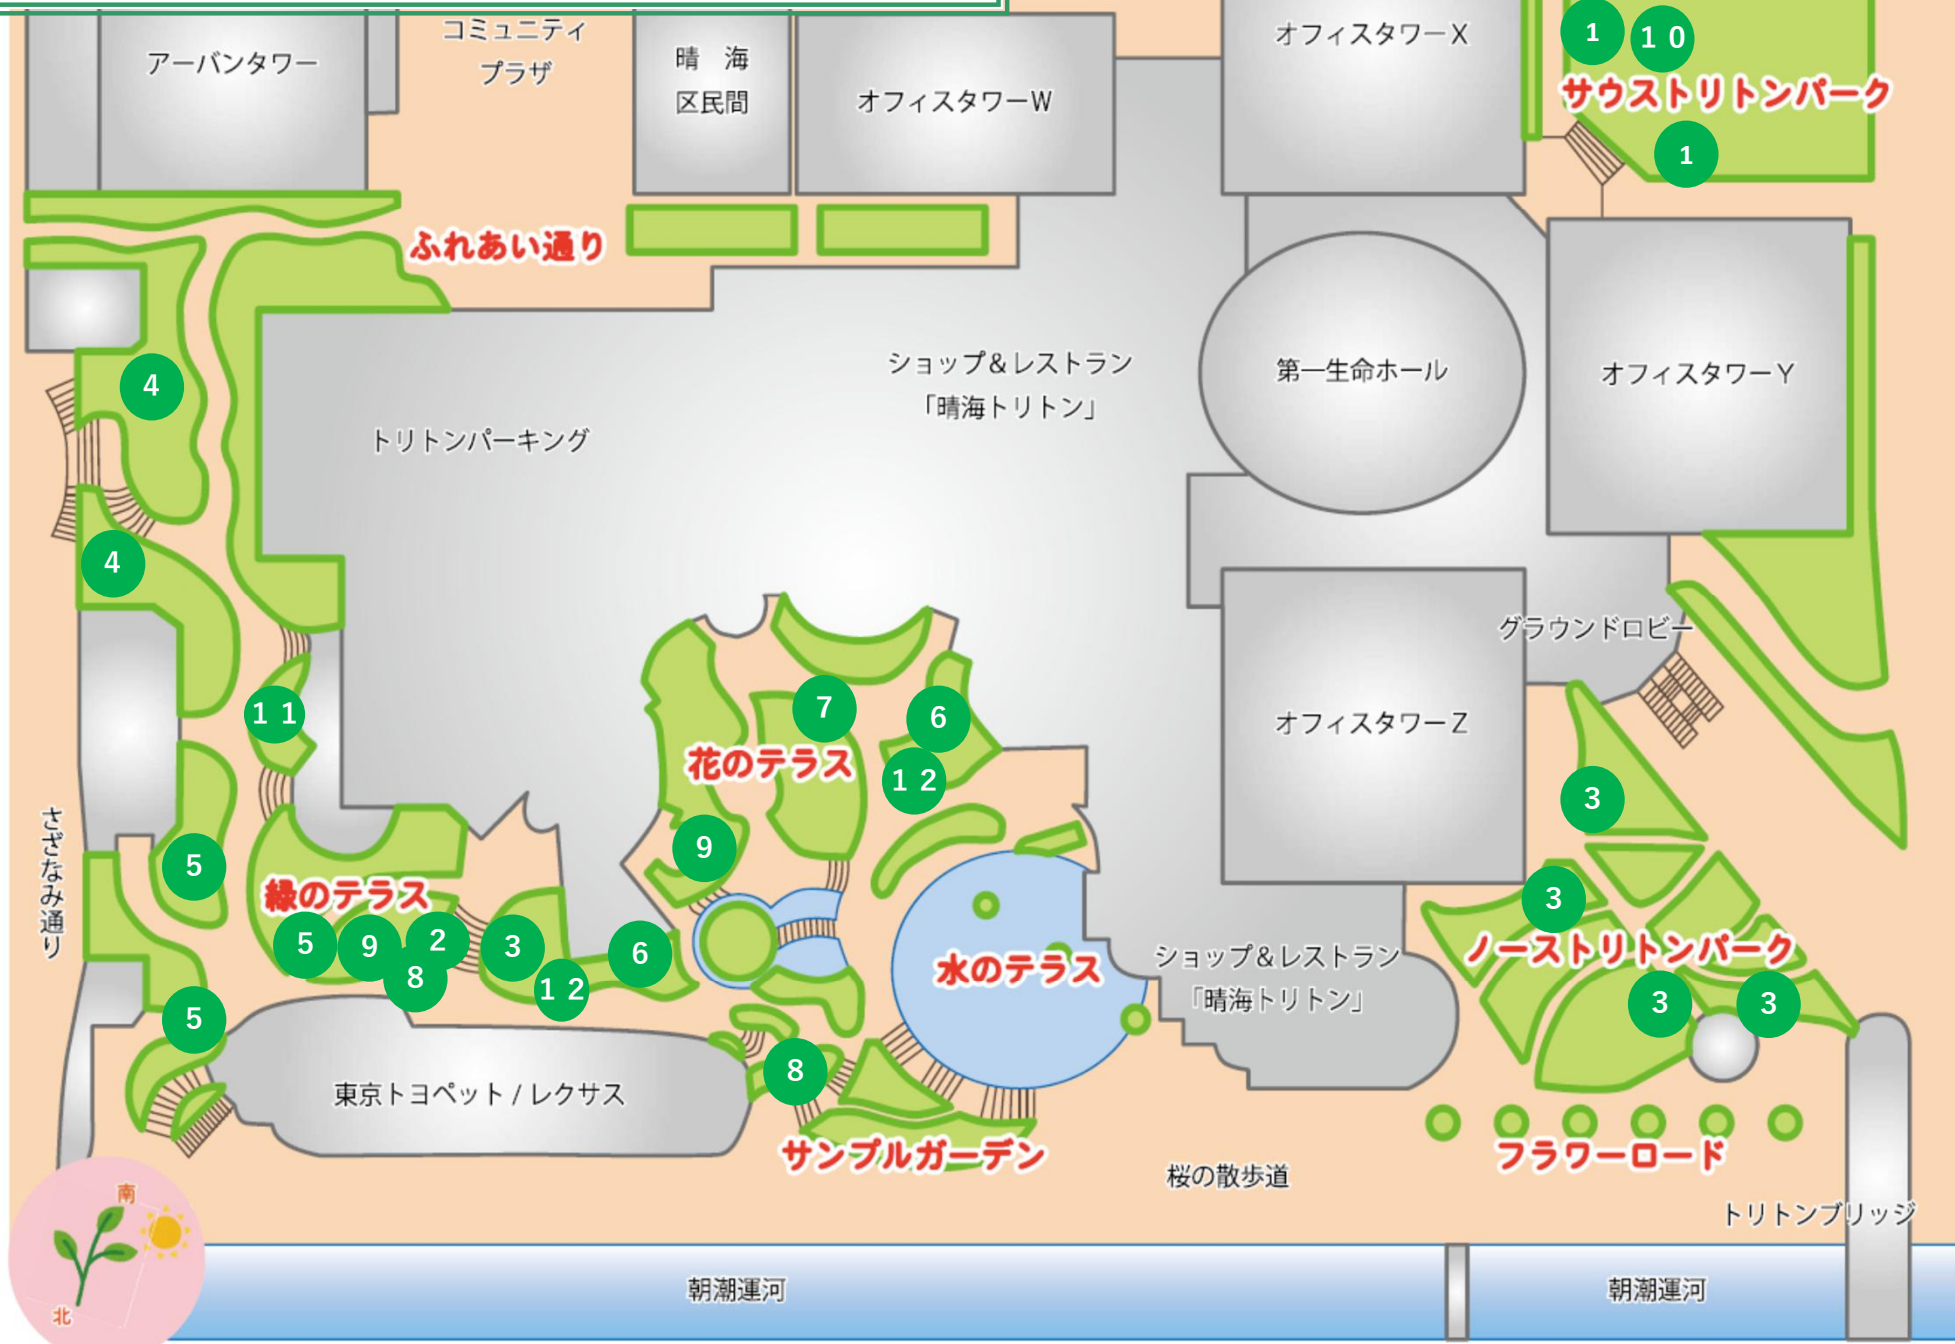 コミュニティ
プラザ
アーバンタワー
晴　海
区民間
オフィスタワーW
オフィスタワーX
1
10
サウストリトンパーク
1
ふれあい通り
4
ショップ＆レストラン
「晴海トリトン」
第一生命ホール
オフィスタワーY
トリトンパーキング
4
グラウンドロビー
11
7
6
オフィスタワーZ
花のテラス
12
3
さざなみ通り
5
9
緑のテラス
3
5
9
2
8
3
12
6
水のテラス
ショップ＆レストラン
「晴海トリトン」
ノーストリトンパーク
3
3
5
東京トヨペット / レクサス
8
サンプルガーデン
フラワーロード
桜の散歩道
トリトンブリッジ
南
北
朝潮運河
朝潮運河